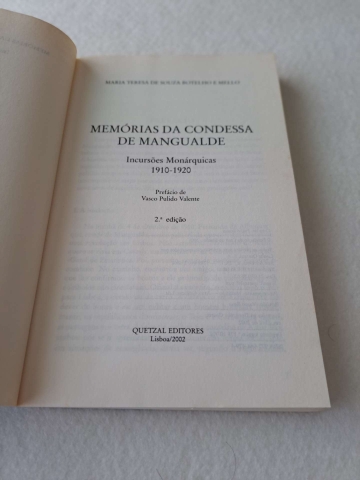 MARIA TERESA DE SOUZA BOTELHO E MELLO
MEMÓRIAS DA CONDESSA
DE MANGUALDE
Incursões Monárquicas
1910-1920
Prefácio de
Vasco Pulido Valente
2.ª edição
QUETZAL EDITORES
Lisboa/2002